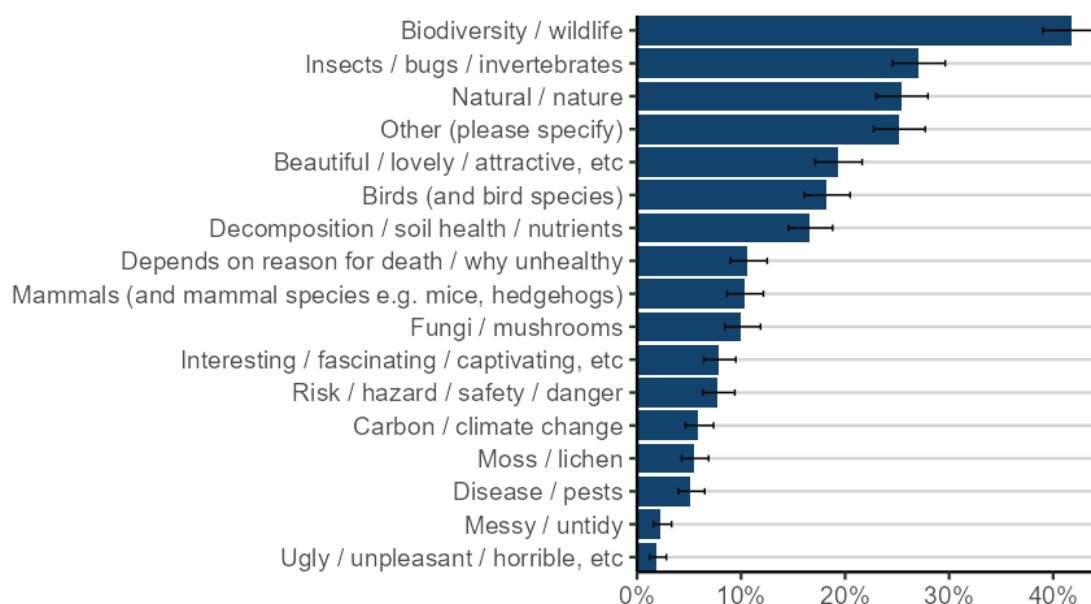 Biodiversity / wildlife
Insects / bugs / invertebrates
Natural / nature
Other (please specify)
Beautiful / lovely / attractive, etc
Birds (and bird species)
Decomposition / soil health / nutrients
Depends on reason for death / why unhealthy
Mammals (and mammal species e.g. mice, hedgehogs)
Fungi / mushrooms
Interesting / fascinating / captivating, etc
Risk / hazard / safety / danger
Carbon / climate change
Moss / lichen
Disease / pests
Messy / untidy
Ugly / unpleasant / horrible, etc
0% 10% 20% 30% 40%